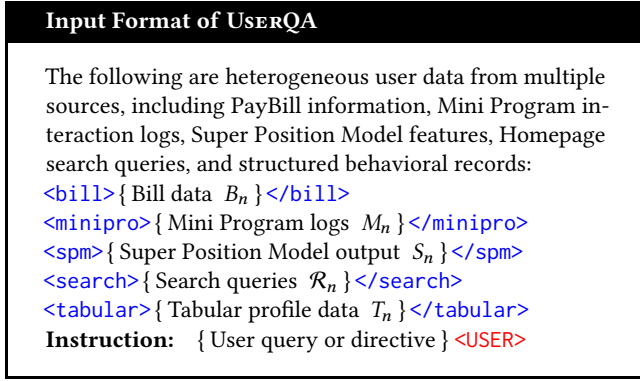 Input Format of USERQA
The following are heterogeneous user data from multiple
sources, including PayBill information, Mini Program in-
teraction logs, Super Position Model features, Homepage
search queries, and structured behavioral records:
<bill>{ Bill data Bₙ }</bill>
<minipro>{ Mini Program logs Mₙ }</minipro>
<spm>{ Super Position Model output Sₙ }</spm>
<search>{ Search queries ℛₙ }</search>
<tabular>{ Tabular profile data Tₙ }</tabular>
Instruction: { User query or directive } <USER>